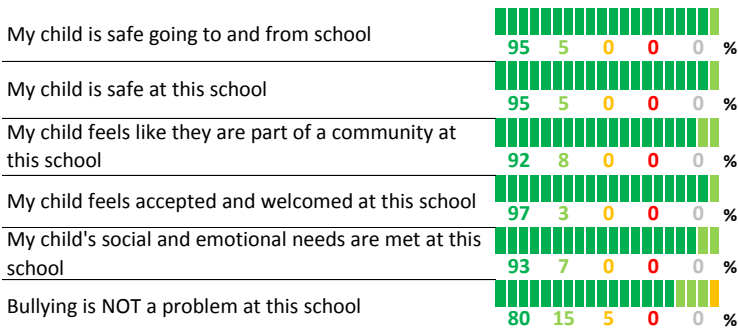 My child is safe going to and from school
95 5 0 0 0 %
My child is safe at this school
95 5 0 0 0 %
My child feels like they are part of a community at
this school
92 8 0 0 0 %
My child feels accepted and welcomed at this school
97 3 0 0 0 %
My child's social and emotional needs are met at this
school
93 7 0 0 0 %
Bullying is NOT a problem at this school
80 15 5 0 0 %